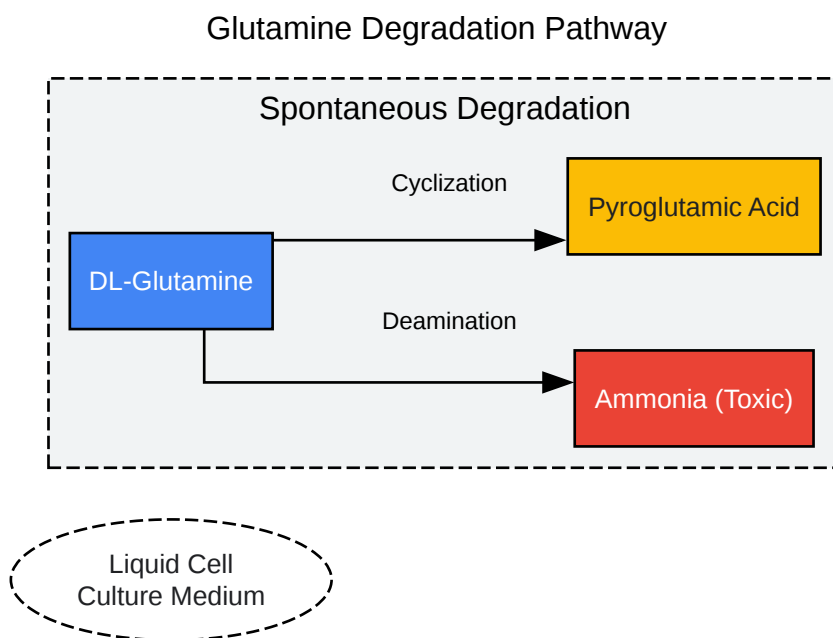 Glutamine Degradation Pathway
Spontaneous Degradation
Cyclization
Pyroglutamic Acid
DL-Glutamine
Deamination
Ammonia (Toxic)
Liquid Cell
Culture Medium